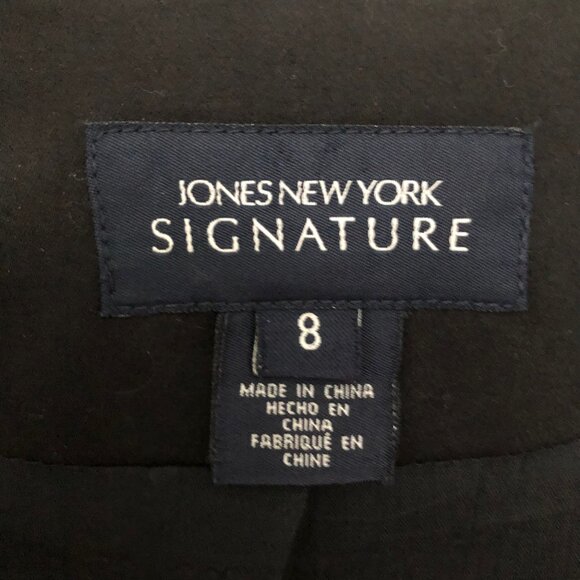 JONES NEW YORK
SIGNATURE
8
MADE IN CHINA
HECHO EN
CHINA
FABRIQUÉ EN
CHINE